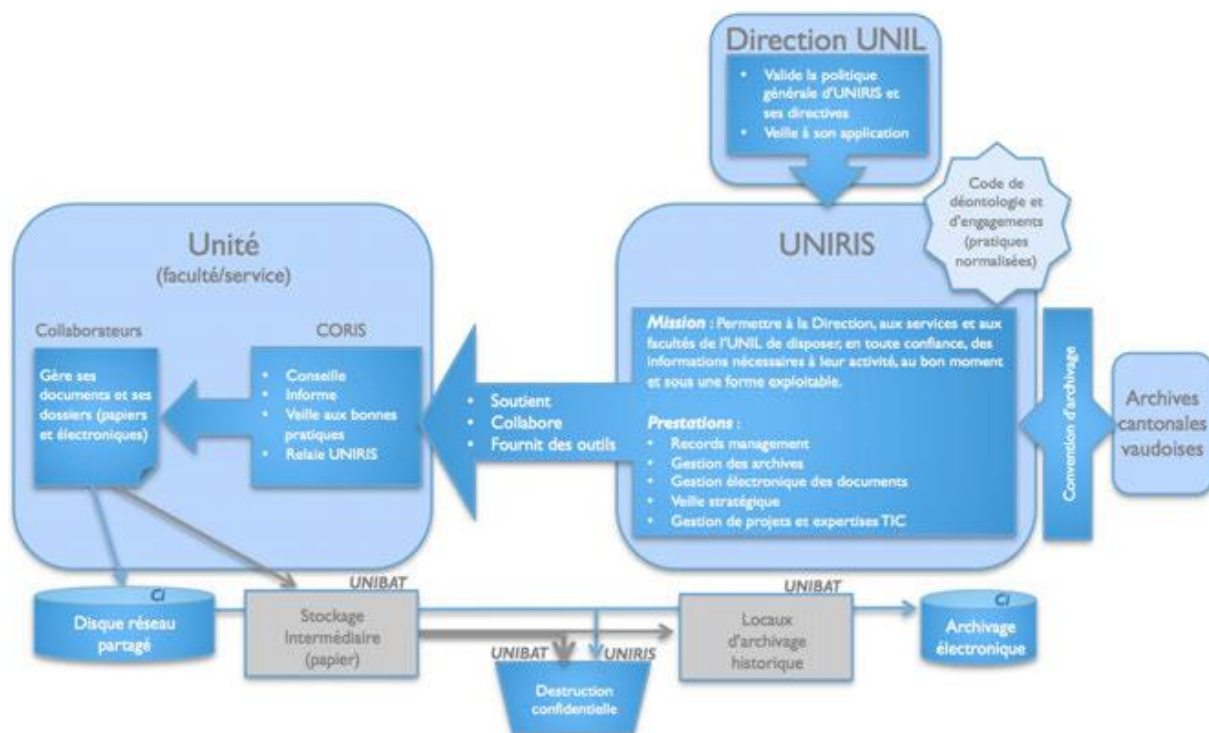 Direction UNIL
• Valide la politique
générale d'UNIRIS et
ses directives
• Veille à son application
Code de
déontologie et
d'engagements
(pratiques
normalisées)
Unité
(faculté/service)
Collaborateurs
Gère ses
documents et ses
dossiers (papiers
et électroniques)
CORIS
• Conseille
• Informe
• Veille aux bonnes
pratiques
• Relaie UNIRIS
• Soutient
• Collabore
• Fournit des outils
UNIRIS
Mission : Permettre à la Direction, aux services et aux
facultés de l'UNIL de disposer, en toute confiance, des
informations nécessaires à leur activité, au bon moment
et sous une forme exploitable.
Prestations :
• Records management
• Gestion des archives
• Gestion électronique des documents
• Veille stratégique
• Gestion de projets et expertises TIC
Convention d'archivage
Archives
cantonales
vaudoises
Ci
Disque réseau
partagé
UNIBAT
Stockage
Intermédiaire
(papier)
UNIBAT
UNIRIS
Destruction
confidentielle
UNIBAT
Locaux
d'archivage
historique
Ci
Archivage
électronique